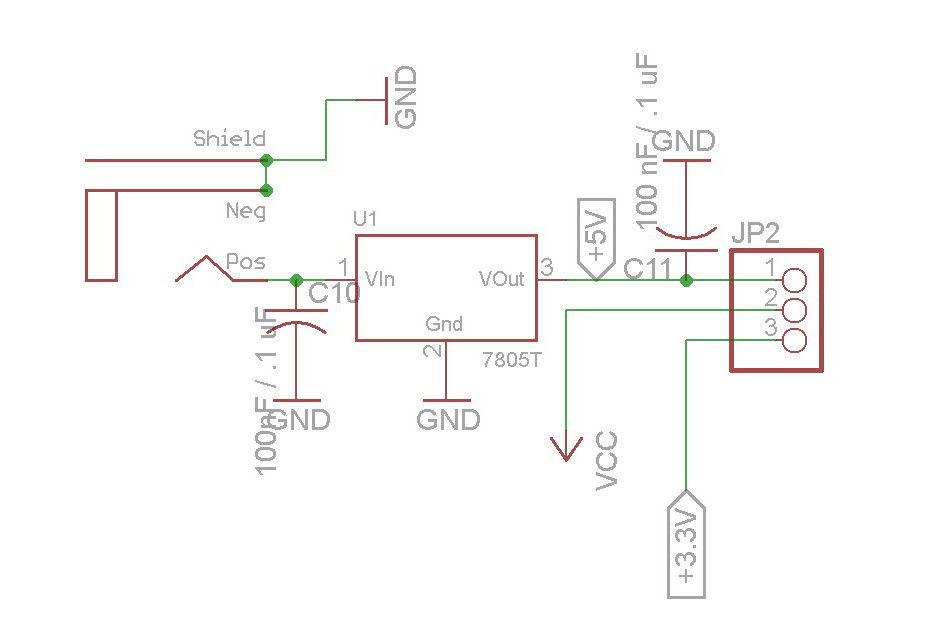 GND
100 nF / .1 uF
Shield
GND
Neg
U1
+5V
JP2
Pos
1
VIn
VOut
3
C11
1
C10
2
Gnd
3
2
7805T
100nF / .1 uF
GND
GND
VCC
+3.3V